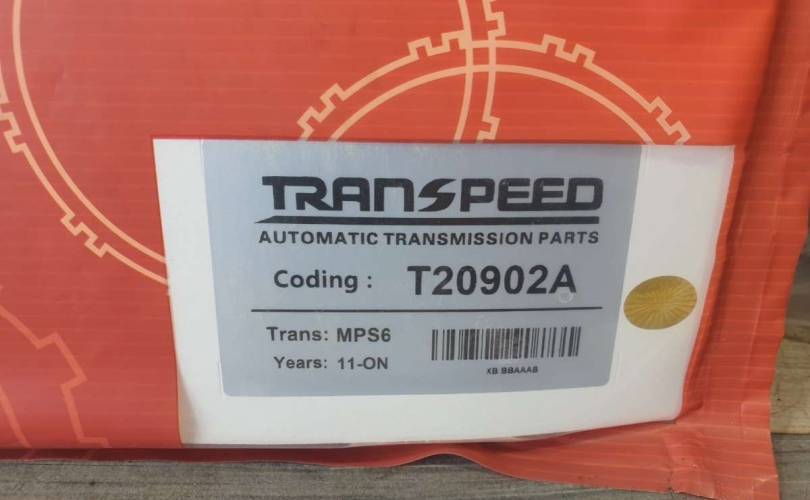 TRANSPEED
AUTOMATIC TRANSMISSION PARTS
Coding : T20902A
Trans: MPS6
Years: 11-ON
XB BBAAAB